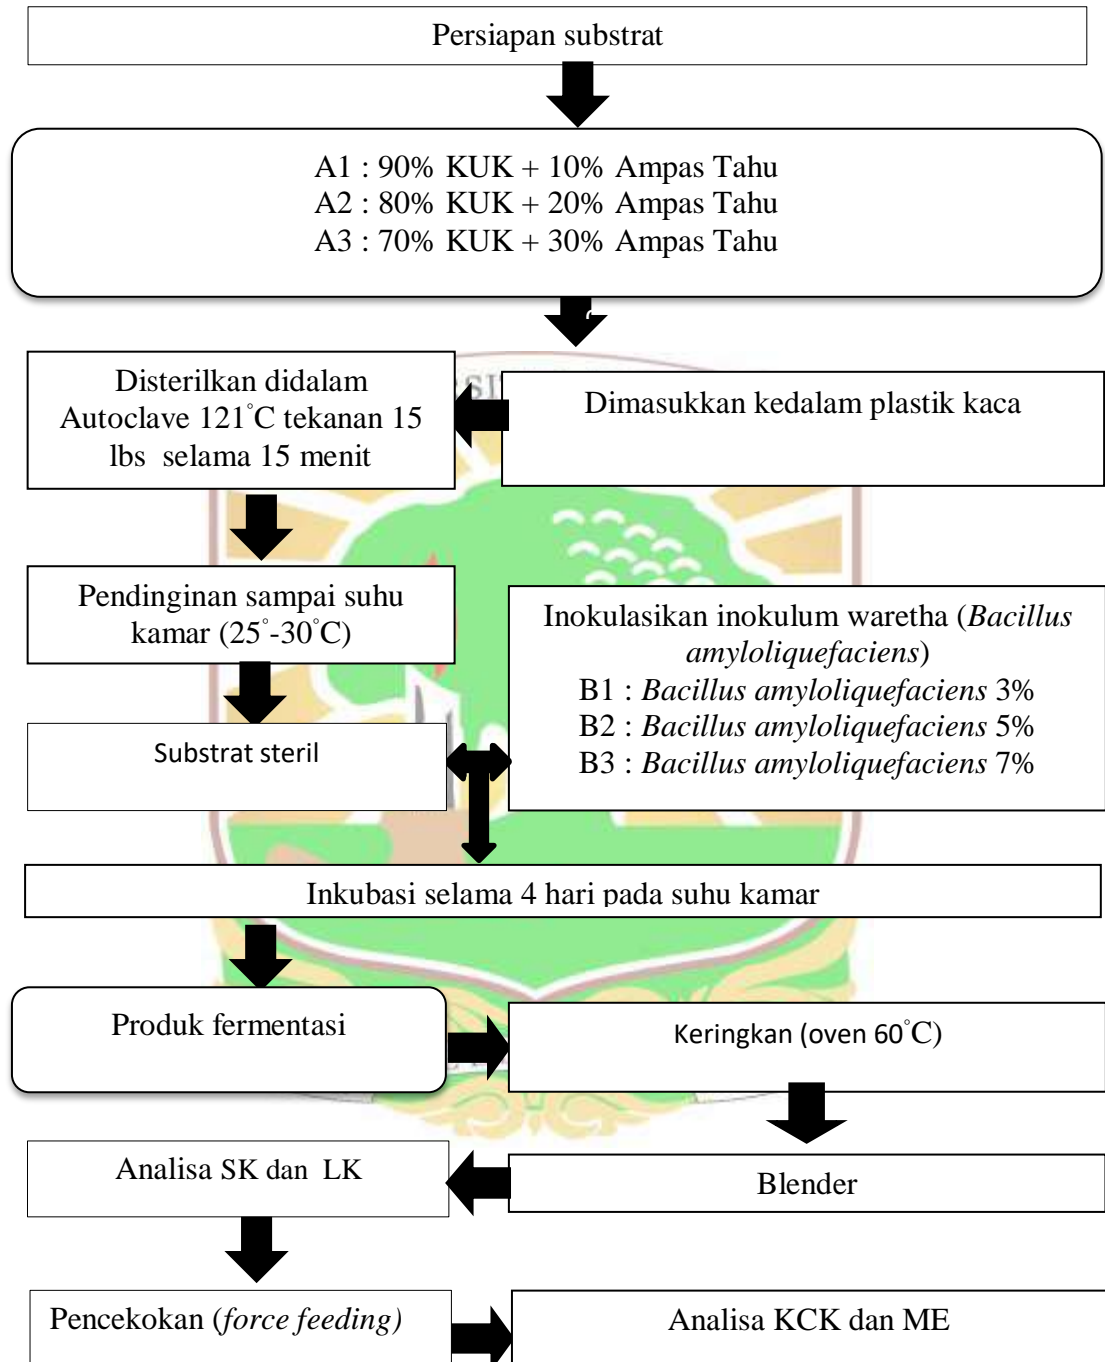 Persiapan substrat
A1 : 90% KUK + 10% Ampas Tahu
A2 : 80% KUK + 20% Ampas Tahu
A3 : 70% KUK + 30% Ampas Tahu
Dimasukkan kedalam plastik kaca
Disterilkan didalam
Autoclave 121°C tekanan 15
lbs selama 15 menit
Pendinginan sampai suhu
kamar (25°-30°C)
Substrat steril
Inokulasikan inokulum waretha (Bacillus
amyloliquefaciens)
B1 : Bacillus amyloliquefaciens 3%
B2 : Bacillus amyloliquefaciens 5%
B3 : Bacillus amyloliquefaciens 7%
Inkubasi selama 4 hari pada suhu kamar
Produk fermentasi
Keringkan (oven 60°C)
Blender
Analisa SK dan LK
Pencekokan (force feeding)
Analisa KCK dan ME